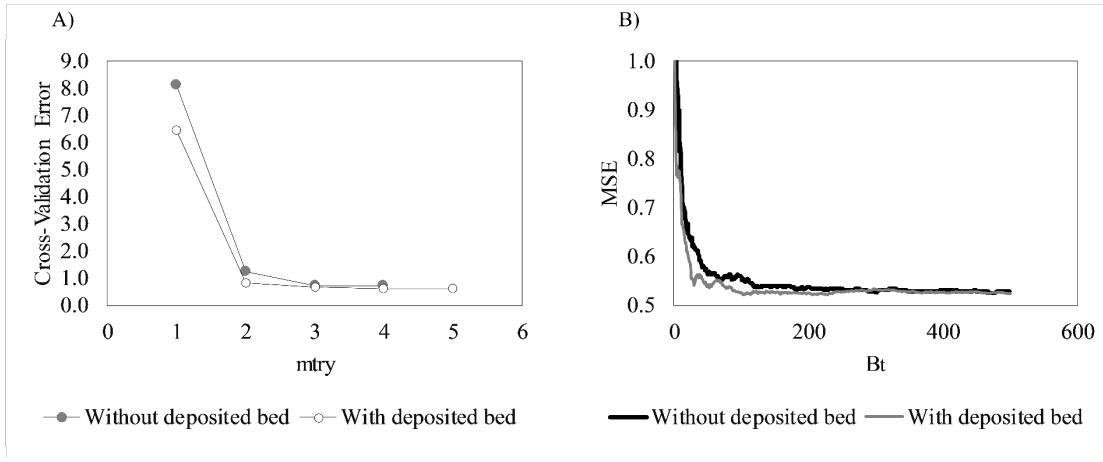 A)
Cross-Validation Error
9.0
8.0
7.0
6.0
5.0
4.0
3.0
2.0
1.0
0.0
0 1 2 3 4 5 6
mtry
Without deposited bed With deposited bed
B)
MSE
1.0
0.9
0.8
0.7
0.6
0.5
0 200 400 600
Bt
Without deposited bed With deposited bed